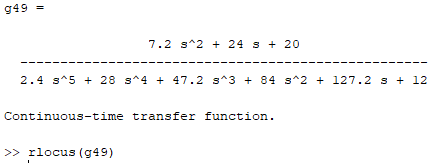 g49 =
7.2 s^2 + 24 s + 20
-----------------------------------------------------
2.4 s^5 + 28 s^4 + 47.2 s^3 + 84 s^2 + 127.2 s + 12
Continuous-time transfer function.
>> rlocus(g49)